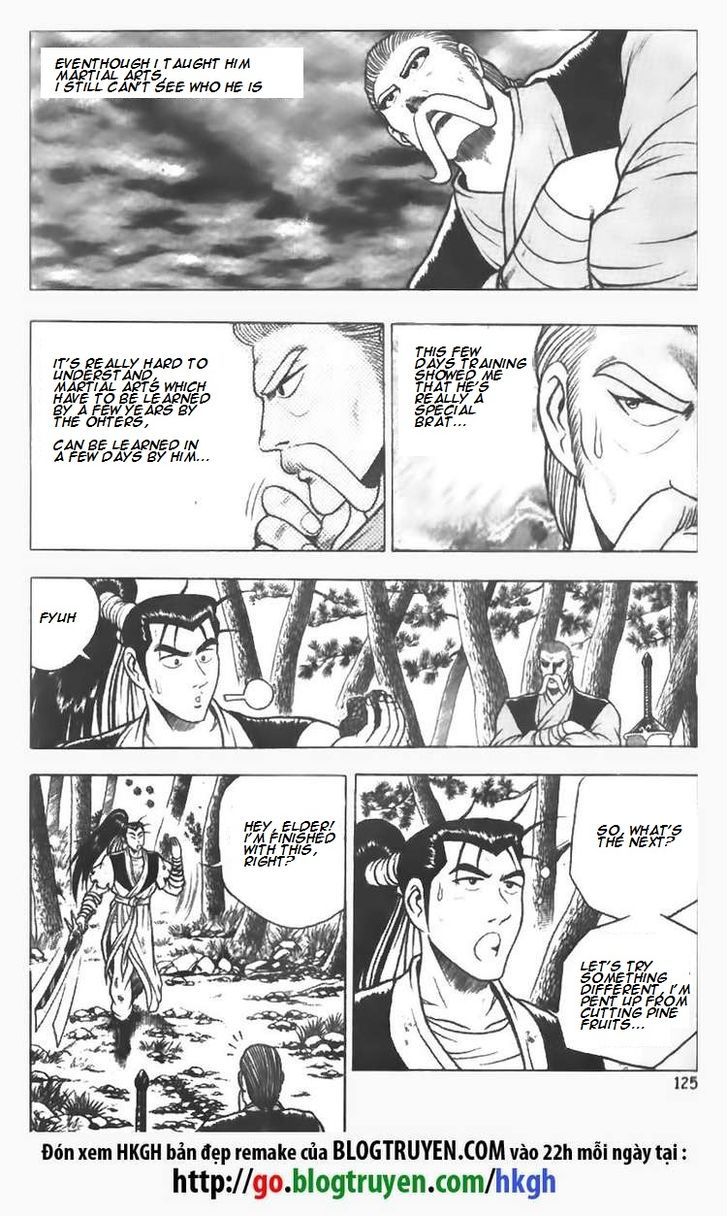 EVENTHOUGH I TAUGHT HIM
MARTIAL ARTS,
I STILL CAN'T SEE WHO HE IS
IT'S REALLY HARD TO
UNDERSTAND,
MARTIAL ARTS WHICH
HAVE TO BE LEARNED
BY A FEW YEARS BY
THE OHTERS,
CAN BE LEARNED IN
A FEW DAYS BY HIM...
THIS FEW
DAYS TRAINING
SHOWED ME
THAT HE'S
REALLY A
SPECIAL
BRAT...
FYUH
HEY, ELDER!
I'M FINISHED
WITH THIS,
RIGHT?
SO, WHAT'S
THE NEXT?
LET'S TRY
SOMETHING
DIFFERENT, I'M
PENT UP FROM
CUTTING PINE
FRUITS...
125
Đón xem HKGH bản đẹp remake của BLOGTRUYEN.COM vào 22h mỗi ngày tại :
http://go.blogtruyen.com/hkgh